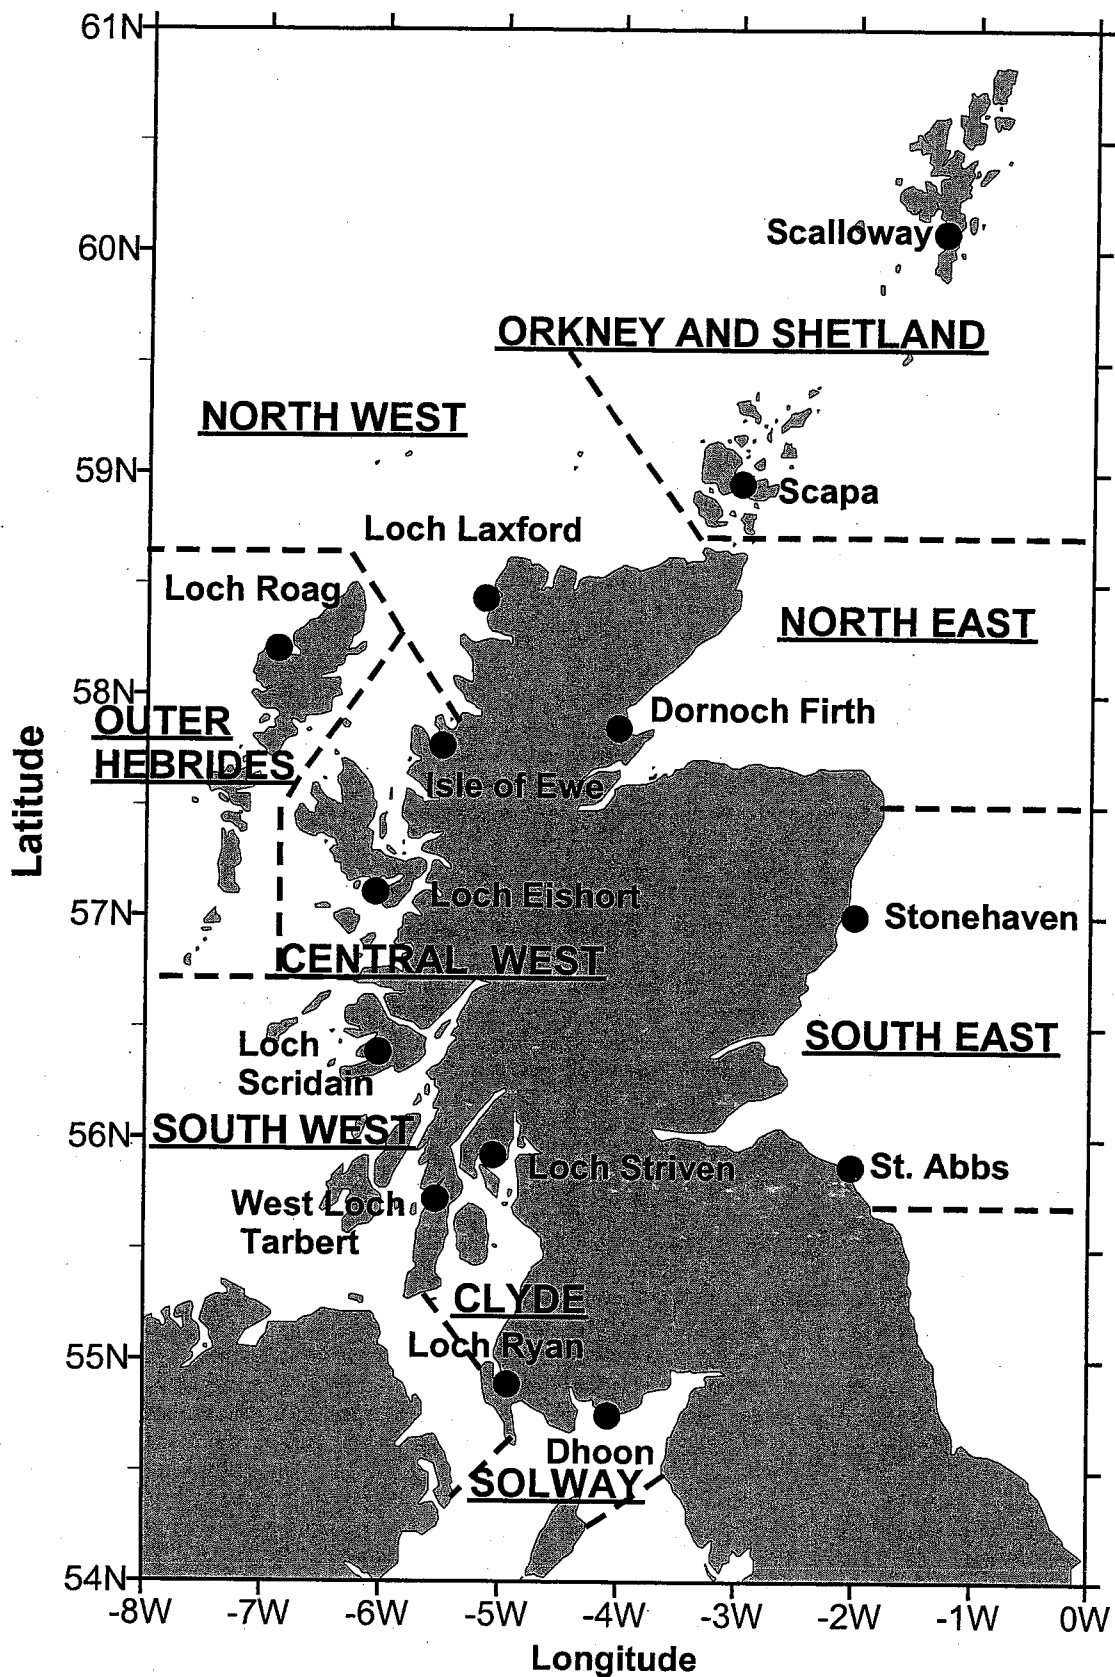 61N
60N
59N
58N
57N
56N
55N
54N
Latitude
Scalloway
ORKNEY AND SHETLAND
NORTH WEST
Scapa
Loch Laxford
Loch Roag
NORTH EAST
OUTER
HEBRIDES
Dornoch Firth
Isle of Ewe
Loch Eishort
Stonehaven
CENTRAL WEST
SOUTH EAST
Loch
Scridain
SOUTH WEST
Loch Striven
St. Abbs
West Loch
Tarbert
CLYDE
Loch Ryan
Dhoon
SOLWAY
-8W -7W -6W -5W -4W -3W -2W -1W 0W
Longitude